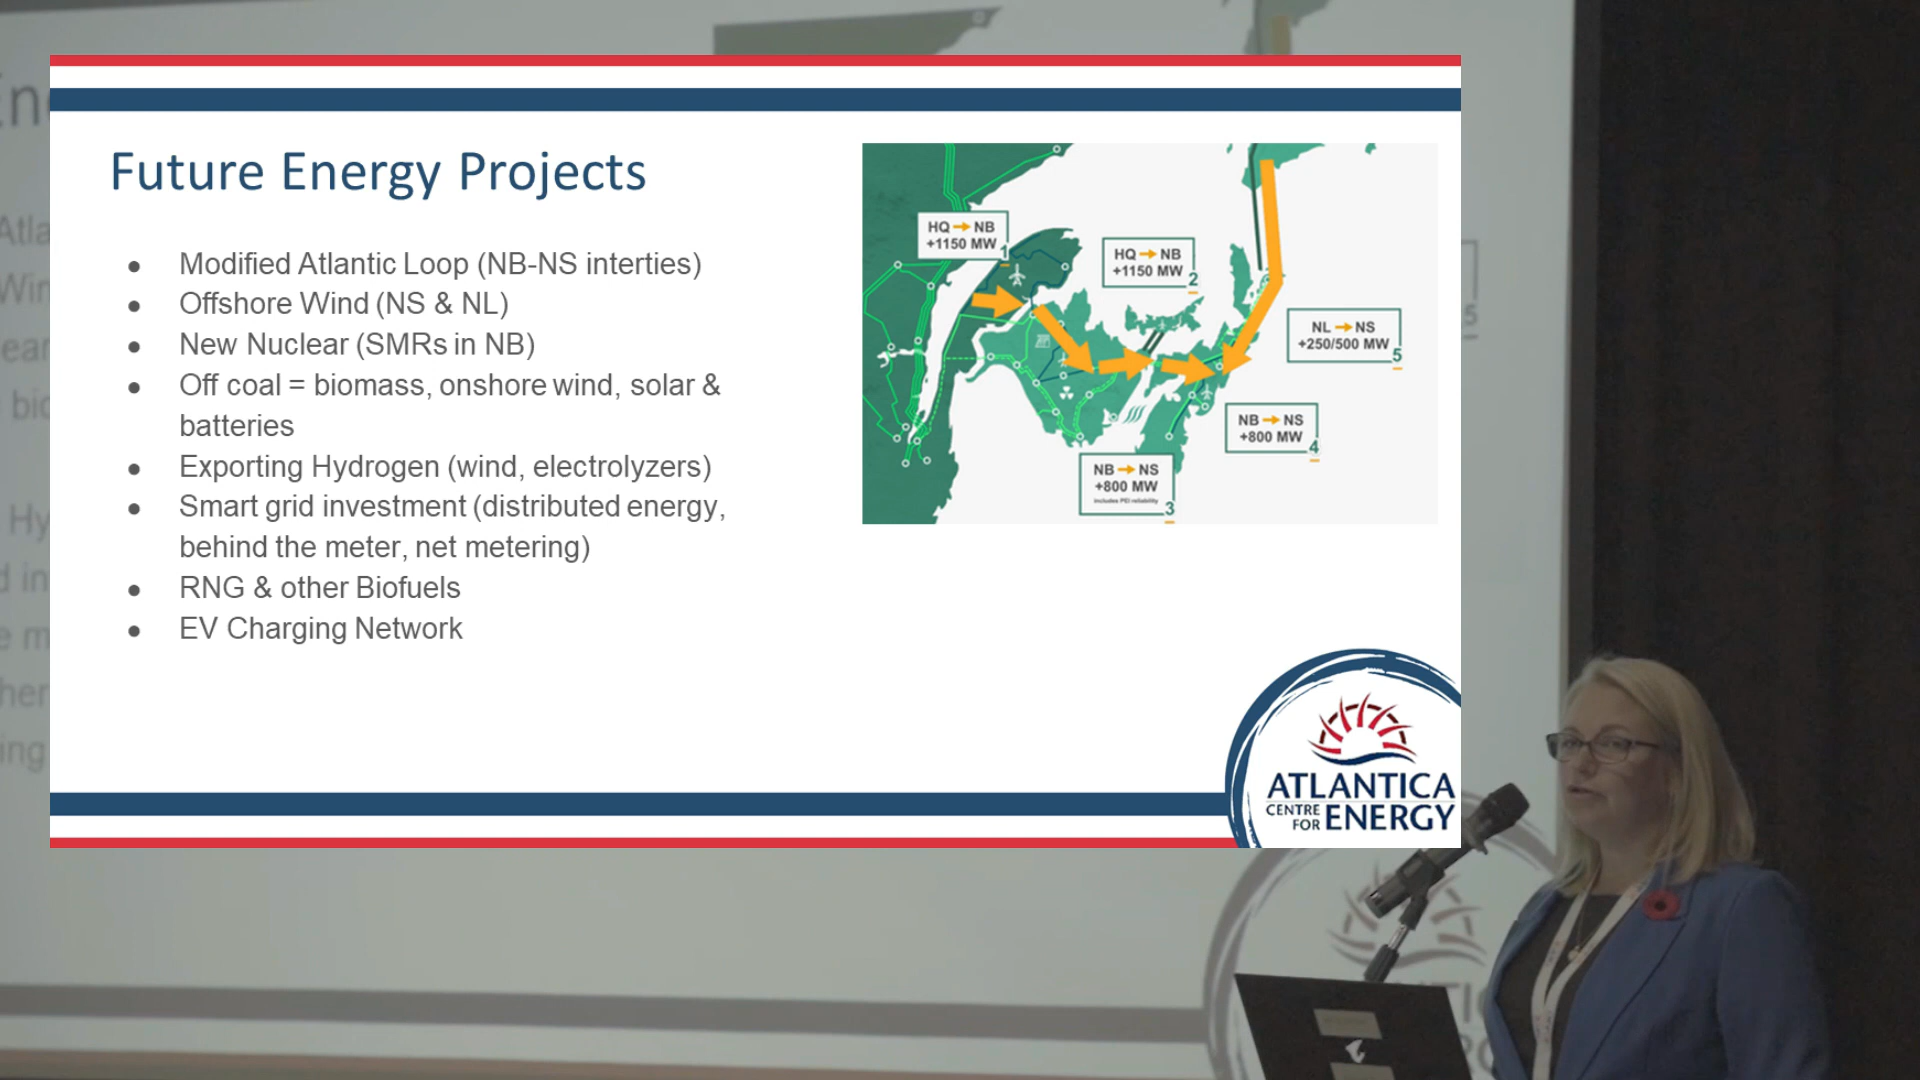 Future Energy Projects
● Modified Atlantic Loop (NB-NS interties)
● Offshore Wind (NS & NL)
● New Nuclear (SMRs in NB)
● Off coal = biomass, onshore wind, solar &
batteries
● Exporting Hydrogen (wind, electrolyzers)
● Smart grid investment (distributed energy,
behind the meter, net metering)
● RNG & other Biofuels
● EV Charging Network
HQ → NB
+1150 MW
1
HQ → NB
+1150 MW
2
NL → NS
+250/500 MW
5
NB → NS
+800 MW
4
NB → NS
+800 MW
includes PEI reliability
3
ATLANTICA
CENTRE FOR ENERGY